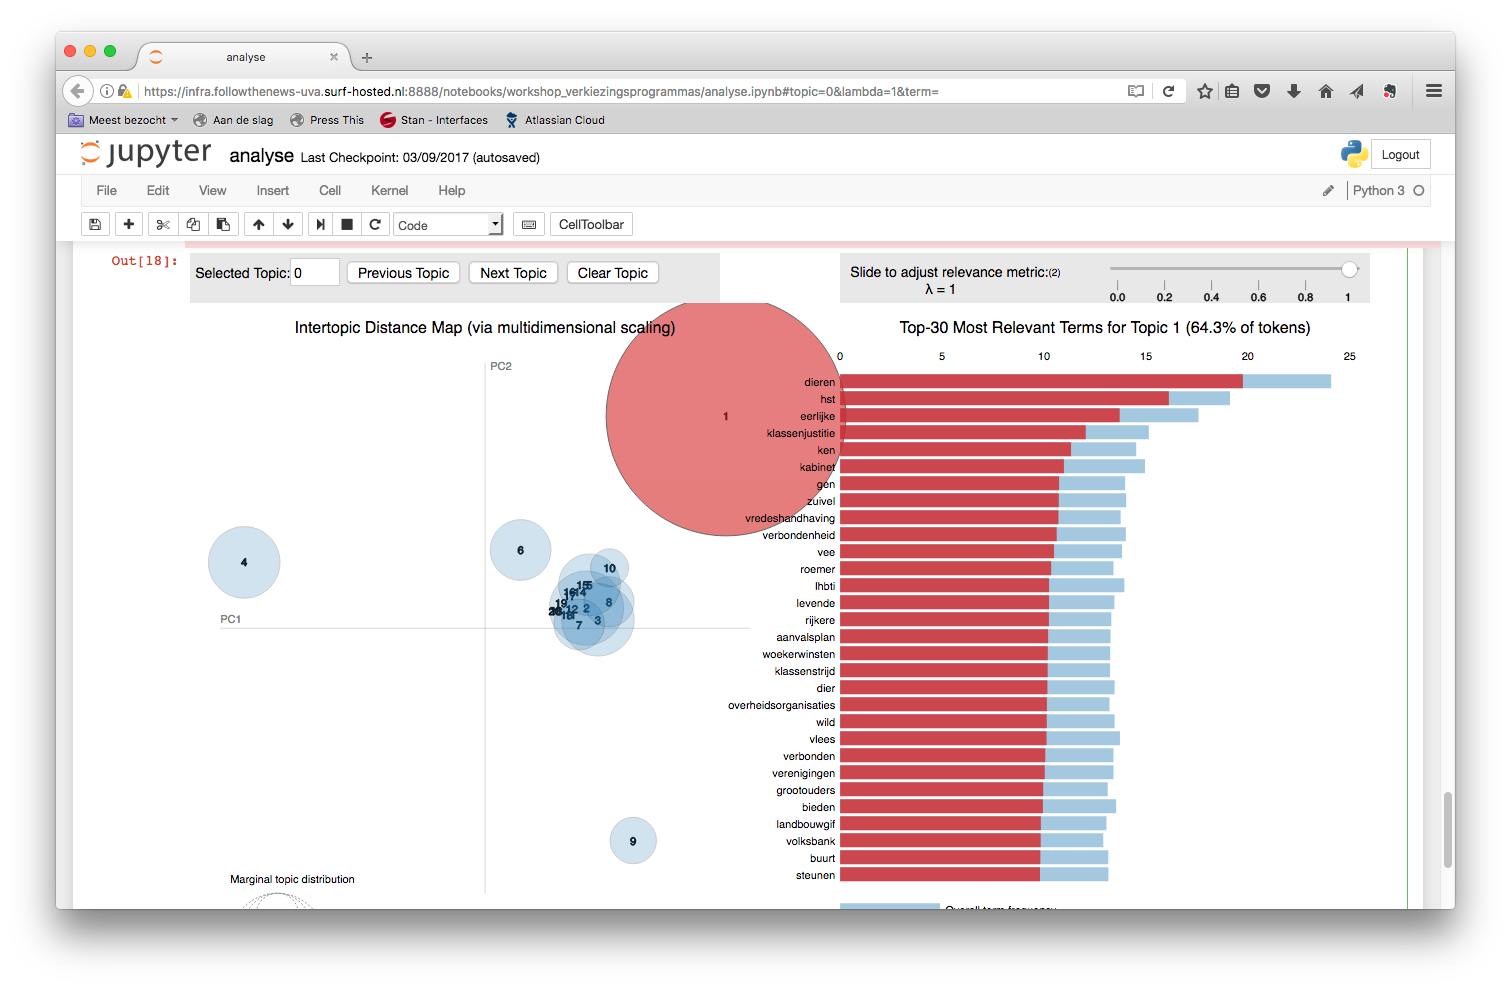 analyse
https://infra.followthenews-uva.surf-hosted.nl:8888/notebooks/workshop_verkiezingsprogrammas/analyse.ipynb#topic=0&lambda=1&term=
Meest bezocht Aan de slag Press This Stan - Interfaces Atlassian Cloud
jupyter analyse Last Checkpoint: 03/09/2017 (autosaved) Logout
File Edit View Insert Cell Kernel Help Python 3
Code CellToolbar
Out[18]:
Selected Topic: 0 Previous Topic Next Topic Clear Topic
Slide to adjust relevance metric:(2)
λ = 1
0.0 0.2 0.4 0.6 0.8 1
Intertopic Distance Map (via multidimensional scaling)
PC2
PC1
1
4
6
10
8
2
3
7
12
14
19
9
Marginal topic distribution
Top-30 Most Relevant Terms for Topic 1 (64.3% of tokens)
0 5 10 15 20 25
dieren
hst
eerlijke
klassenjustitie
ken
kabinet
gen
zuivel
vredeshandhaving
verbondenheid
vee
roemer
lhbti
levende
rijkere
aanvalsplan
woekerwinsten
klassenstrijd
dier
overheidsorganisaties
wild
vlees
verbonden
verenigingen
grootouders
bieden
landbouwgif
volksbank
buurt
steunen
Overall term frequency